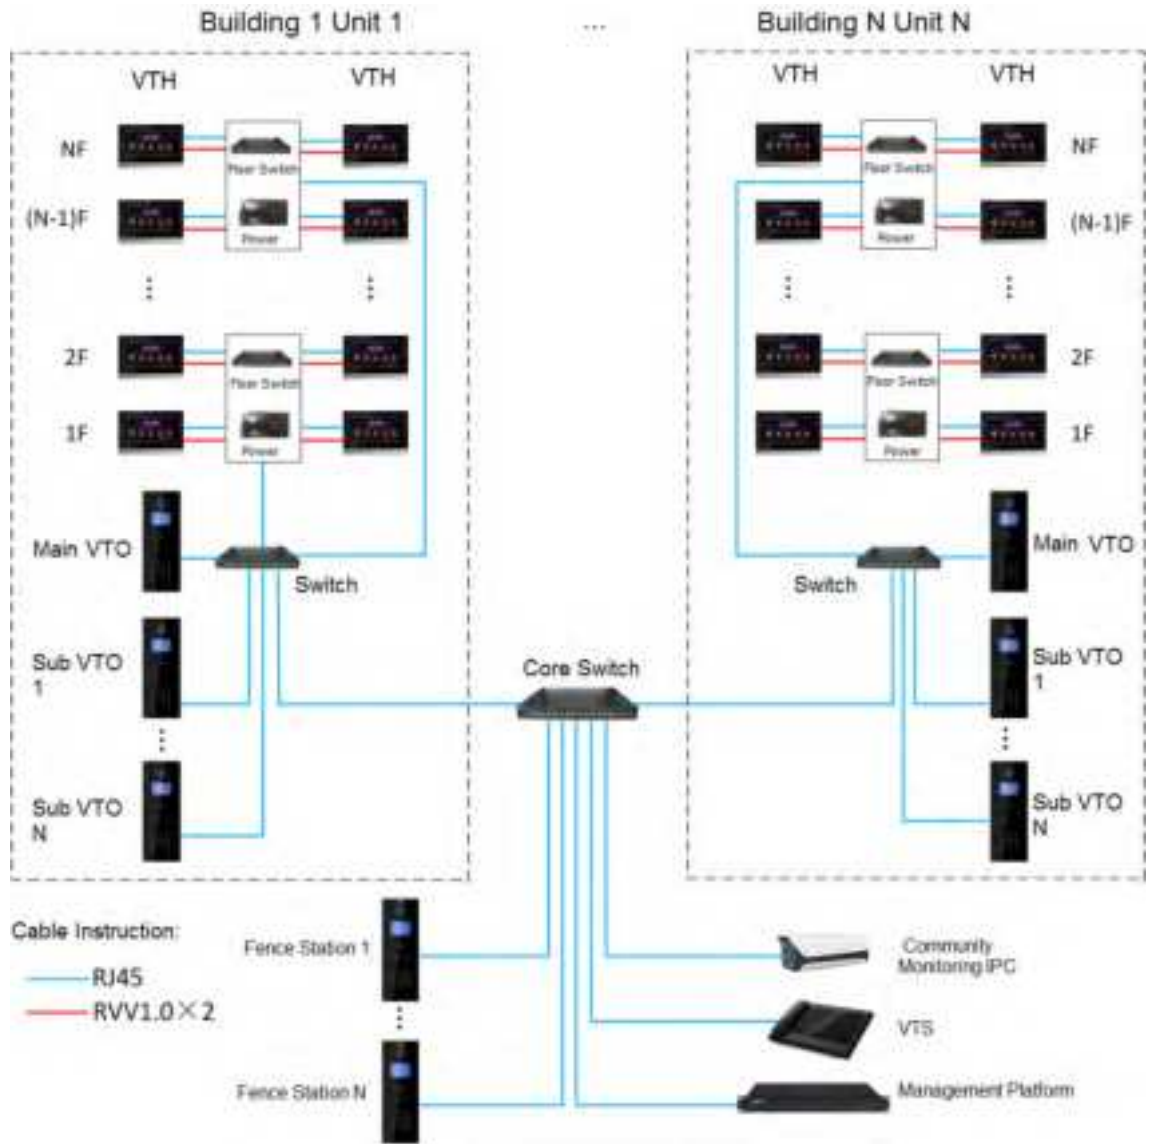 Building 1 Unit 1
...
Building N Unit N
VTH
VTH
VTH
VTH
NF
Floor Switch
Floor Switch
NF
(N-1)F
Power
Power
(N-1)F
2F
Floor Switch
Floor Switch
2F
1F
Power
Power
1F
Main VTO
Switch
Switch
Main VTO
Sub VTO
1
Core Switch
Sub VTO
1
Sub VTO
N
Sub VTO
N
Cable Instruction:
RJ45
RVV1.0×2
Fence Station 1
Community
Monitoring IPC
VTS
Fence Station N
Management Platform